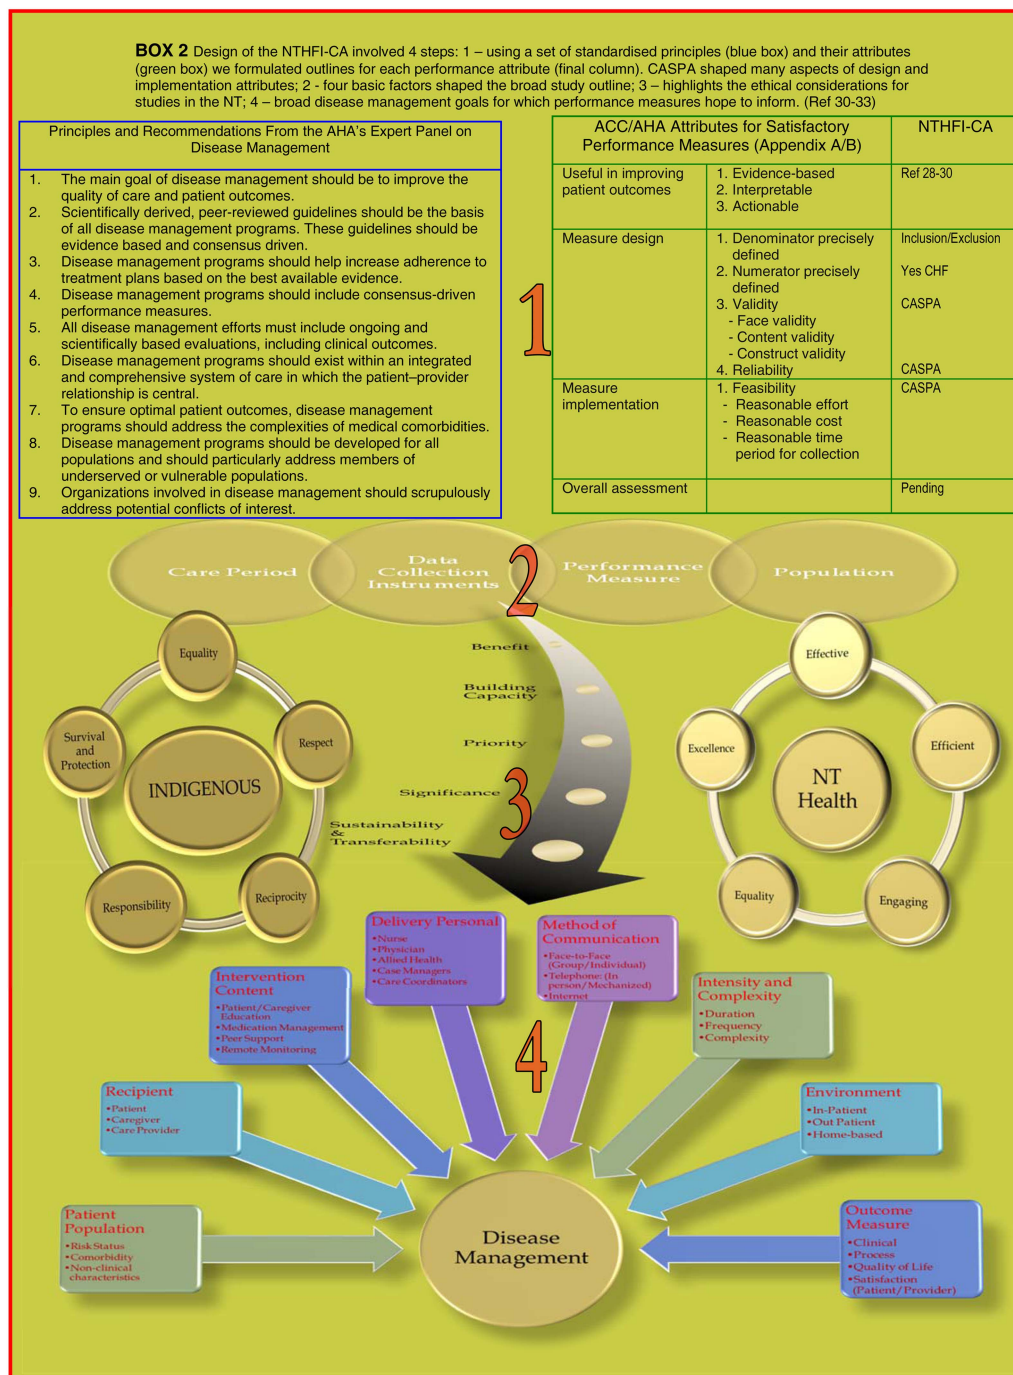 BOX 2 Design of the NTHFI-CA involved 4 steps: 1 – using a set of standardised principles (blue box) and their attributes
(green box) we formulated outlines for each performance attribute (final column). CASPA shaped many aspects of design and
implementation attributes; 2 - four basic factors shaped the broad study outline; 3 – highlights the ethical considerations for
studies in the NT; 4 – broad disease management goals for which performance measures hope to inform. (Ref 30-33)
Principles and Recommendations From the AHA's Expert Panel on
Disease Management
1. The main goal of disease management should be to improve the
quality of care and patient outcomes.
2. Scientifically derived, peer-reviewed guidelines should be the basis
of all disease management programs. These guidelines should be
evidence based and consensus driven.
3. Disease management programs should help increase adherence to
treatment plans based on the best available evidence.
4. Disease management programs should include consensus-driven
performance measures.
5. All disease management efforts must include ongoing and
scientifically based evaluations, including clinical outcomes.
6. Disease management programs should exist within an integrated
and comprehensive system of care in which the patient–provider
relationship is central.
7. To ensure optimal patient outcomes, disease management
programs should address the complexities of medical comorbidities.
8. Disease management programs should be developed for all
populations and should particularly address members of
underserved or vulnerable populations.
9. Organizations involved in disease management should scrupulously
address potential conflicts of interest.
1
ACC/AHA Attributes for Satisfactory
Performance Measures (Appendix A/B)
NTHFI-CA
Useful in improving
patient outcomes
1. Evidence-based
2. Interpretable
3. Actionable
Ref 28-30
Measure design
1. Denominator precisely
defined
2. Numerator precisely
defined
3. Validity
- Face validity
- Content validity
- Construct validity
4. Reliability
Inclusion/Exclusion
Yes CHF
CASPA
CASPA
Measure
implementation
1. Feasibility
- Reasonable effort
- Reasonable cost
- Reasonable time
period for collection
CASPA
Overall assessment
Pending
Care Period
Data
Collection
Instruments
2
Performance
Measure
Population
Equality
Respect
Reciprocity
Responsibility
Survival
and
Protection
INDIGENOUS
Benefit
Building
Capacity
Priority
Significance
Sustainability
&
Transferability
3
Effective
Efficient
Engaging
Equality
Excellence
NT
Health
4
Patient
Population
•Risk Status
•Comorbidity
•Non-clinical
characteristics
Recipient
•Patient
•Caregiver
•Care Provider
Intervention
Content
•Patient/Caregiver
Education
•Medication Management
•Peer Support
•Remote Monitoring
Delivery Personal
•Nurse
•Physician
•Allied Health
•Case Managers
•Care Coordinators
Method of
Communication
•Face-to-Face
(Group/Individual)
•Telephone: (In
person/Mechanized)
•Internet
Intensity and
Complexity
•Duration
•Frequency
•Complexity
Environment
•In-Patient
•Out Patient
•Home-based
Outcome
Measure
•Clinical
•Process
•Quality of Life
•Satisfaction
(Patient/Provider)
Disease
Management